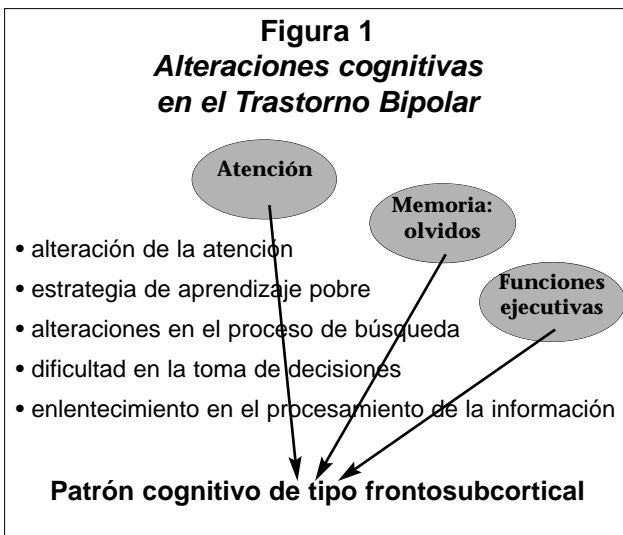 Figura 1
Alteraciones cognitivas
en el Trastorno Bipolar
Atención
Memoria:
olvidos
Funciones
ejecutivas
• alteración de la atención
• estrategia de aprendizaje pobre
• alteraciones en el proceso de búsqueda
• dificultad en la toma de decisiones
• enlentecimiento en el procesamiento de la información
Patrón cognitivo de tipo frontosubcortical